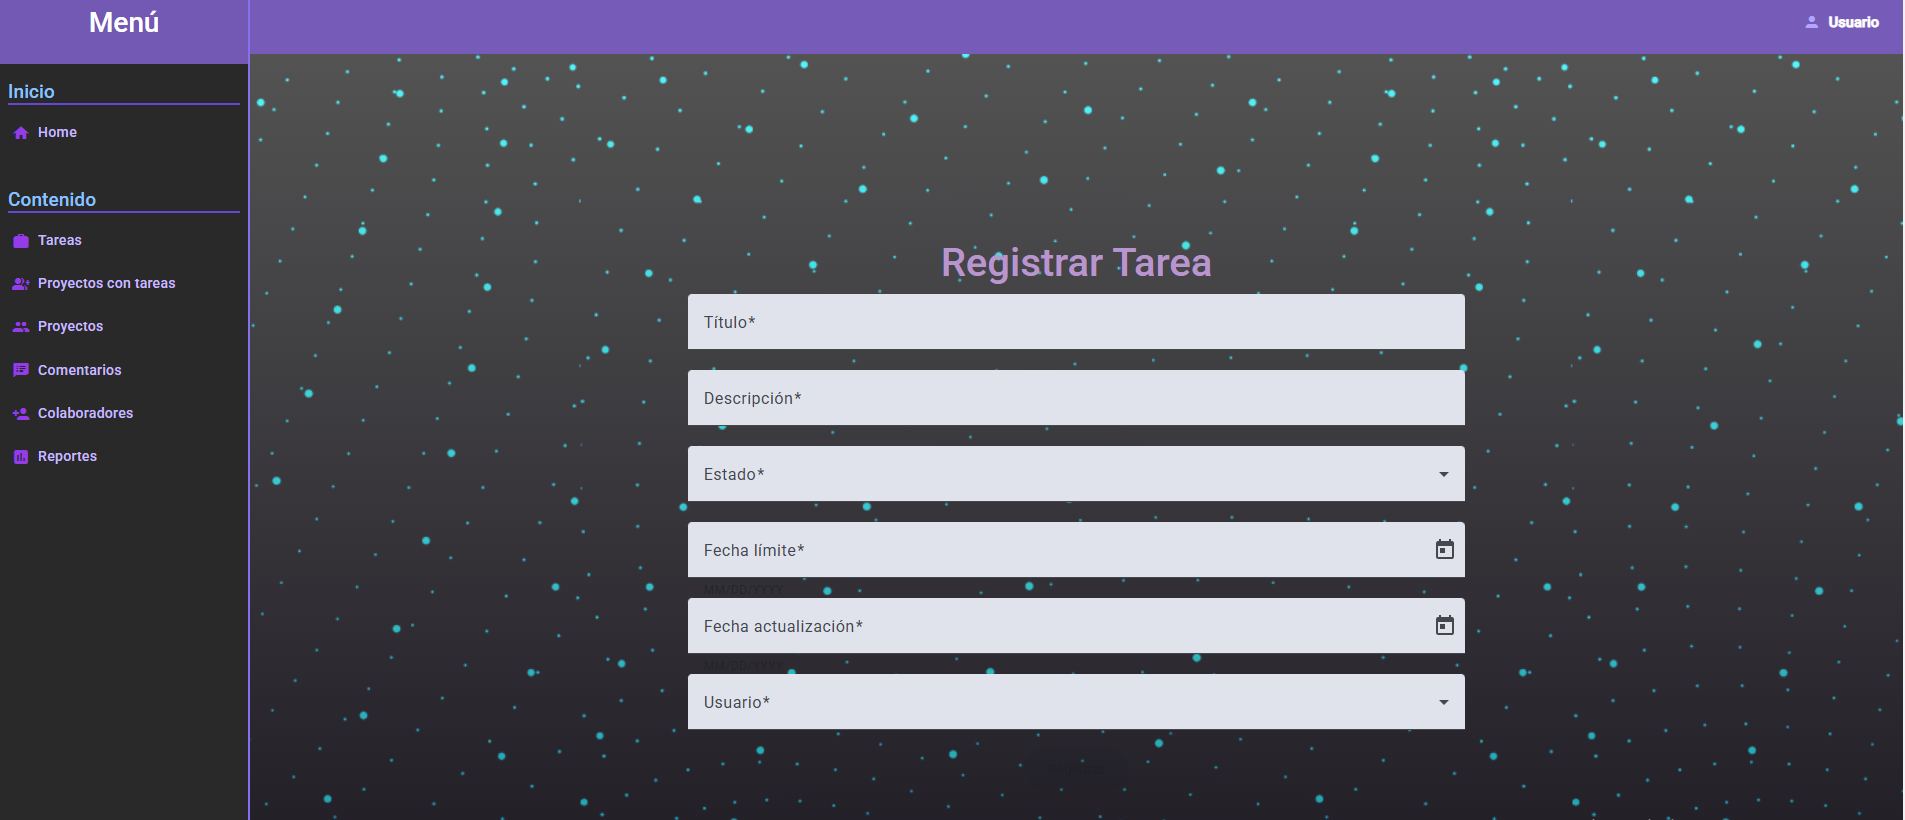 Menú
Usuario
Inicio
Home
Contenido
Tareas
Proyectos con tareas
Proyectos
Comentarios
Colaboradores
Reportes
Registrar Tarea
Título*
Descripción*
Estado*
Fecha límite*
MM/DD/YYYY
Fecha actualización*
MM/DD/YYYY
Usuario*